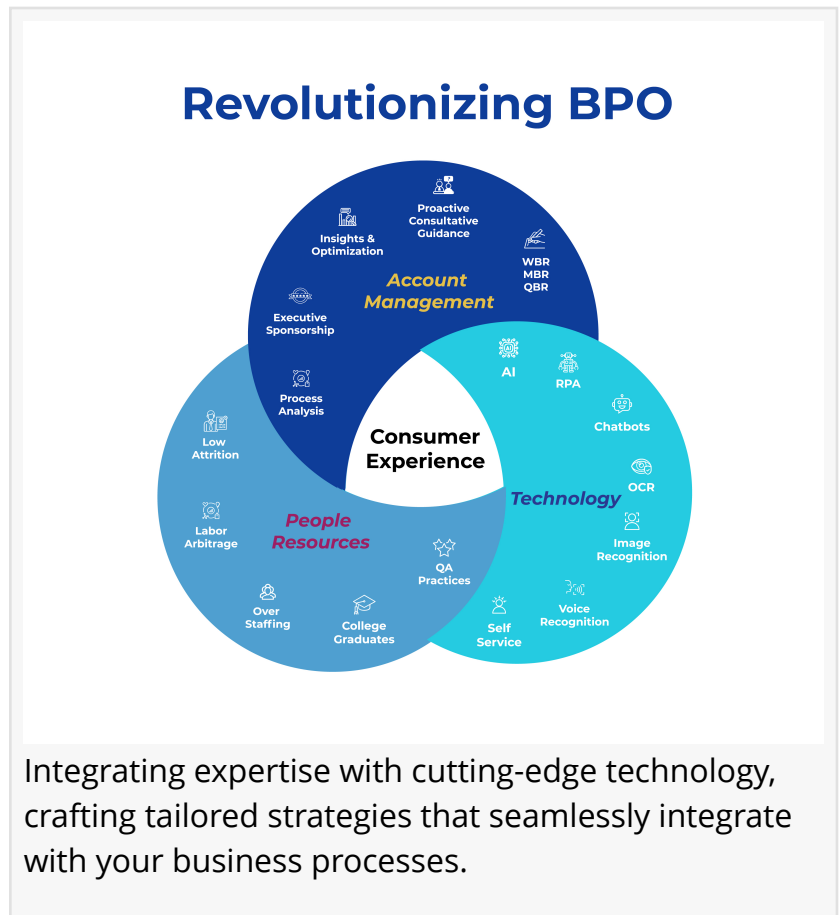 Revolutionizing BPO
Proactive
Consultative
Guidance
Insights &
Optimization
WBR
MBR
QBR
Account
Management
Executive
Sponsorship
Process
Analysis
AI
RPA
Chatbots
OCR
Technology
Image
Recognition
Voice
Recognition
Self
Service
Consumer
Experience
Low
Attrition
Labor
Arbitrage
People
Resources
QA
Practices
Over
Staffing
College
Graduates
Integrating expertise with cutting-edge technology,
crafting tailored strategies that seamlessly integrate
with your business processes.